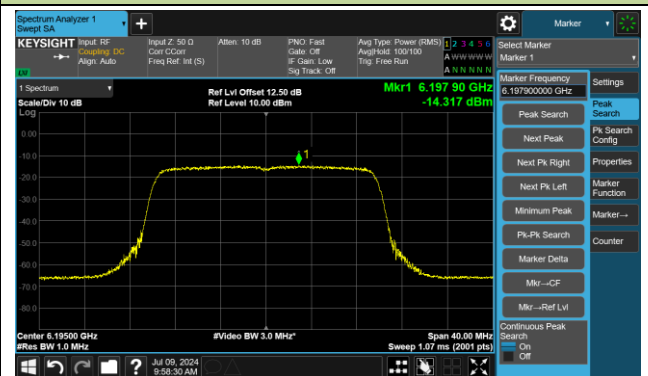 Spectrum Analyzer 1
Swept SA
Marker
KEYSIGHT
Input: RF
Coupling: DC
Align: Auto
Input Z: 50 Ω
Corr CCorr
Freq Ref: Int (S)
Atten: 10 dB
PNO: Fast
Gate: Off
IF Gain: Low
Sig Track: Off
Avg Type: Power (RMS)
Avg|Hold: 100/100
Trig: Free Run
1 2 3 4 5 6
A W W W W W
A N N N N N
LVI
Select Marker
Marker 1
1 Spectrum
Scale/Div 10 dB
Log
Ref Lvl Offset 12.50 dB
Ref Level 10.00 dBm
Mkr1 6.197 90 GHz
-14.317 dBm
1
0.00
-10.0
-20.0
-30.0
-40.0
-50.0
-60.0
-70.0
-80.0
Center 6.19500 GHz
#Res BW 1.0 MHz
#Video BW 3.0 MHz*
Span 40.00 MHz
Sweep 1.07 ms (2001 pts)
Marker Frequency
6.197900000 GHz
Peak Search
Next Peak
Next Pk Right
Next Pk Left
Minimum Peak
Pk-Pk Search
Marker Delta
Mkr→CF
Mkr→Ref Lvl
Continuous Peak
Search
On
Off
Settings
Peak
Search
Pk Search
Config
Properties
Marker
Function
Marker→
Counter
Jul 09, 2024
9:58:30 AM